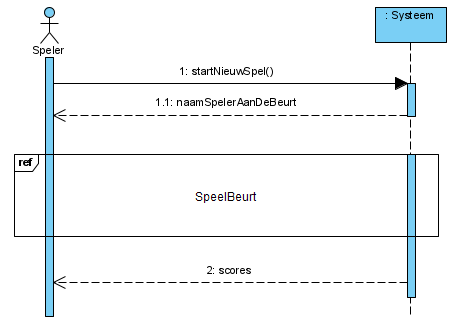 : Systeem
Speler
1: startNieuwSpel()
1.1: naamSpelerAanDeBeurt
ref
SpeelBeurt
2: scores